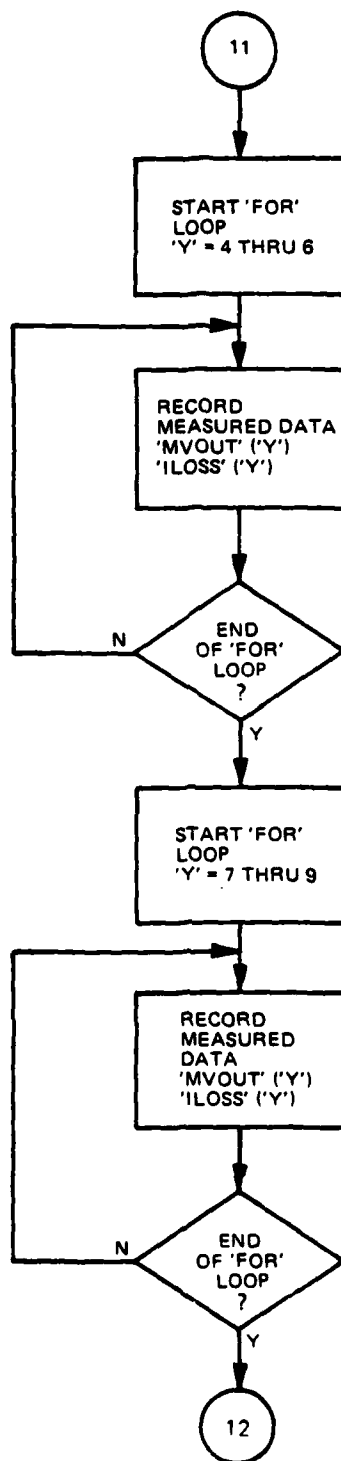 11
START 'FOR'
LOOP
'Y' = 4 THRU 6
RECORD
MEASURED DATA
'MVOUT' ('Y')
'ILOSS' ('Y')
N
END
OF 'FOR'
LOOP
?
Y
START 'FOR'
LOOP
'Y' = 7 THRU 9
RECORD
MEASURED
DATA
'MVOUT' ('Y')
'ILOSS' ('Y')
N
END
OF 'FOR'
LOOP
?
Y
12